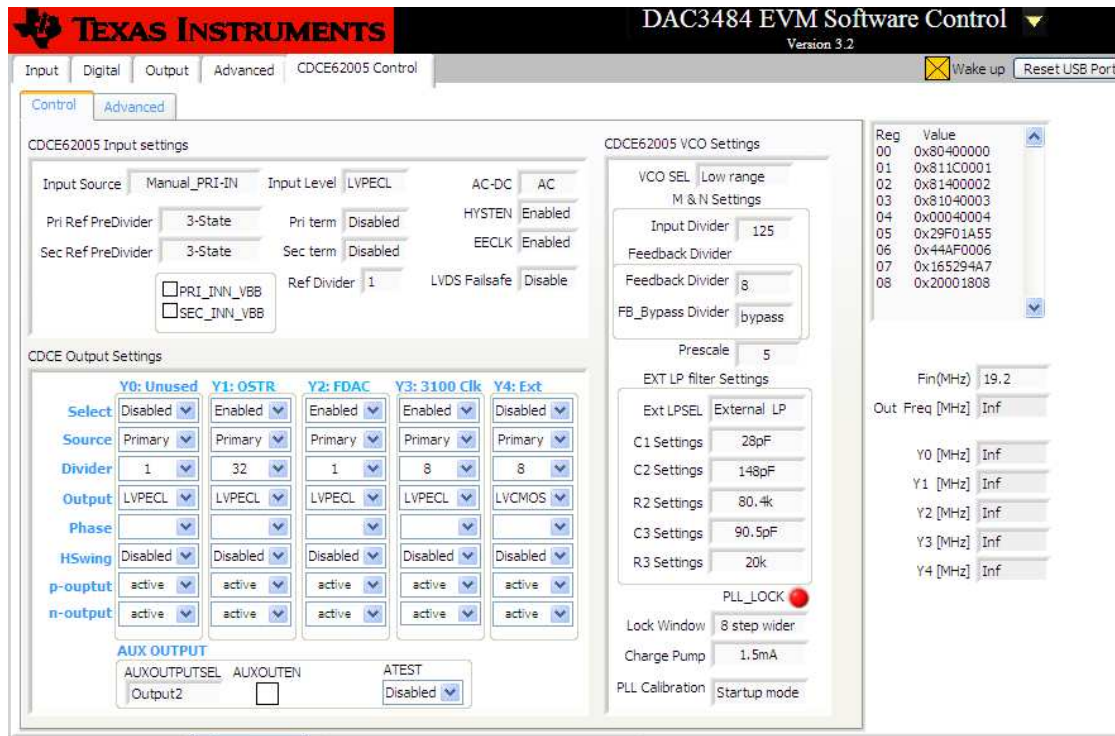 TEXAS INSTRUMENTS
DAC3484 EVM Software Control
Version 3.2
Input Digital Output Advanced CDCE62005 Control
Wake up Reset USB Port
Control Advanced
CDCE62005 Input settings
Input Source Manual_PRI-IN Input Level LVPECL AC-DC AC
Pri Ref PreDivider 3-State Pri term Disabled HYSTEN Enabled
Sec Ref PreDivider 3-State Sec term Disabled EECLK Enabled
PRI_INN_VBB Ref Divider 1 LVDS Failsafe Disable
SEC_INN_VBB
CDCE Output Settings
Y0: Unused Y1: OSTR Y2: FDAC Y3: 3100 Clk Y4: Ext
Select Disabled Enabled Enabled Enabled Disabled
Source Primary Primary Primary Primary Primary
Divider 1 32 1 8 8
Output LVPECL LVPECL LVPECL LVPECL LVCMOS
Phase
HSwing Disabled Disabled Disabled Disabled Disabled
p-ouptut active active active active active
n-output active active active active active
AUX OUTPUT
AUXOUTPUTSEL AUXOUTEN ATEST
Output2 Disabled
CDCE62005 VCO Settings
VCO SEL Low range
M & N Settings
Input Divider 125
Feedback Divider
Feedback Divider 8
FB_Bypass Divider bypass
Prescale 5
EXT LP filter Settings
Ext LPSEL External LP
C1 Settings 28pF
C2 Settings 148pF
R2 Settings 80.4k
C3 Settings 90.5pF
R3 Settings 20k
PLL_LOCK
Lock Window 8 step wider
Charge Pump 1.5mA
PLL Calibration Startup mode
Reg Value
00 0x80400000
01 0x811C0001
02 0x81400002
03 0x81040003
04 0x00040004
05 0x29F01A55
06 0x44AF0006
07 0x165294A7
08 0x20001808
Fin(MHz) 19.2
Out Freq [MHz] Inf
Y0 [MHz] Inf
Y1 [MHz] Inf
Y2 [MHz] Inf
Y3 [MHz] Inf
Y4 [MHz] Inf